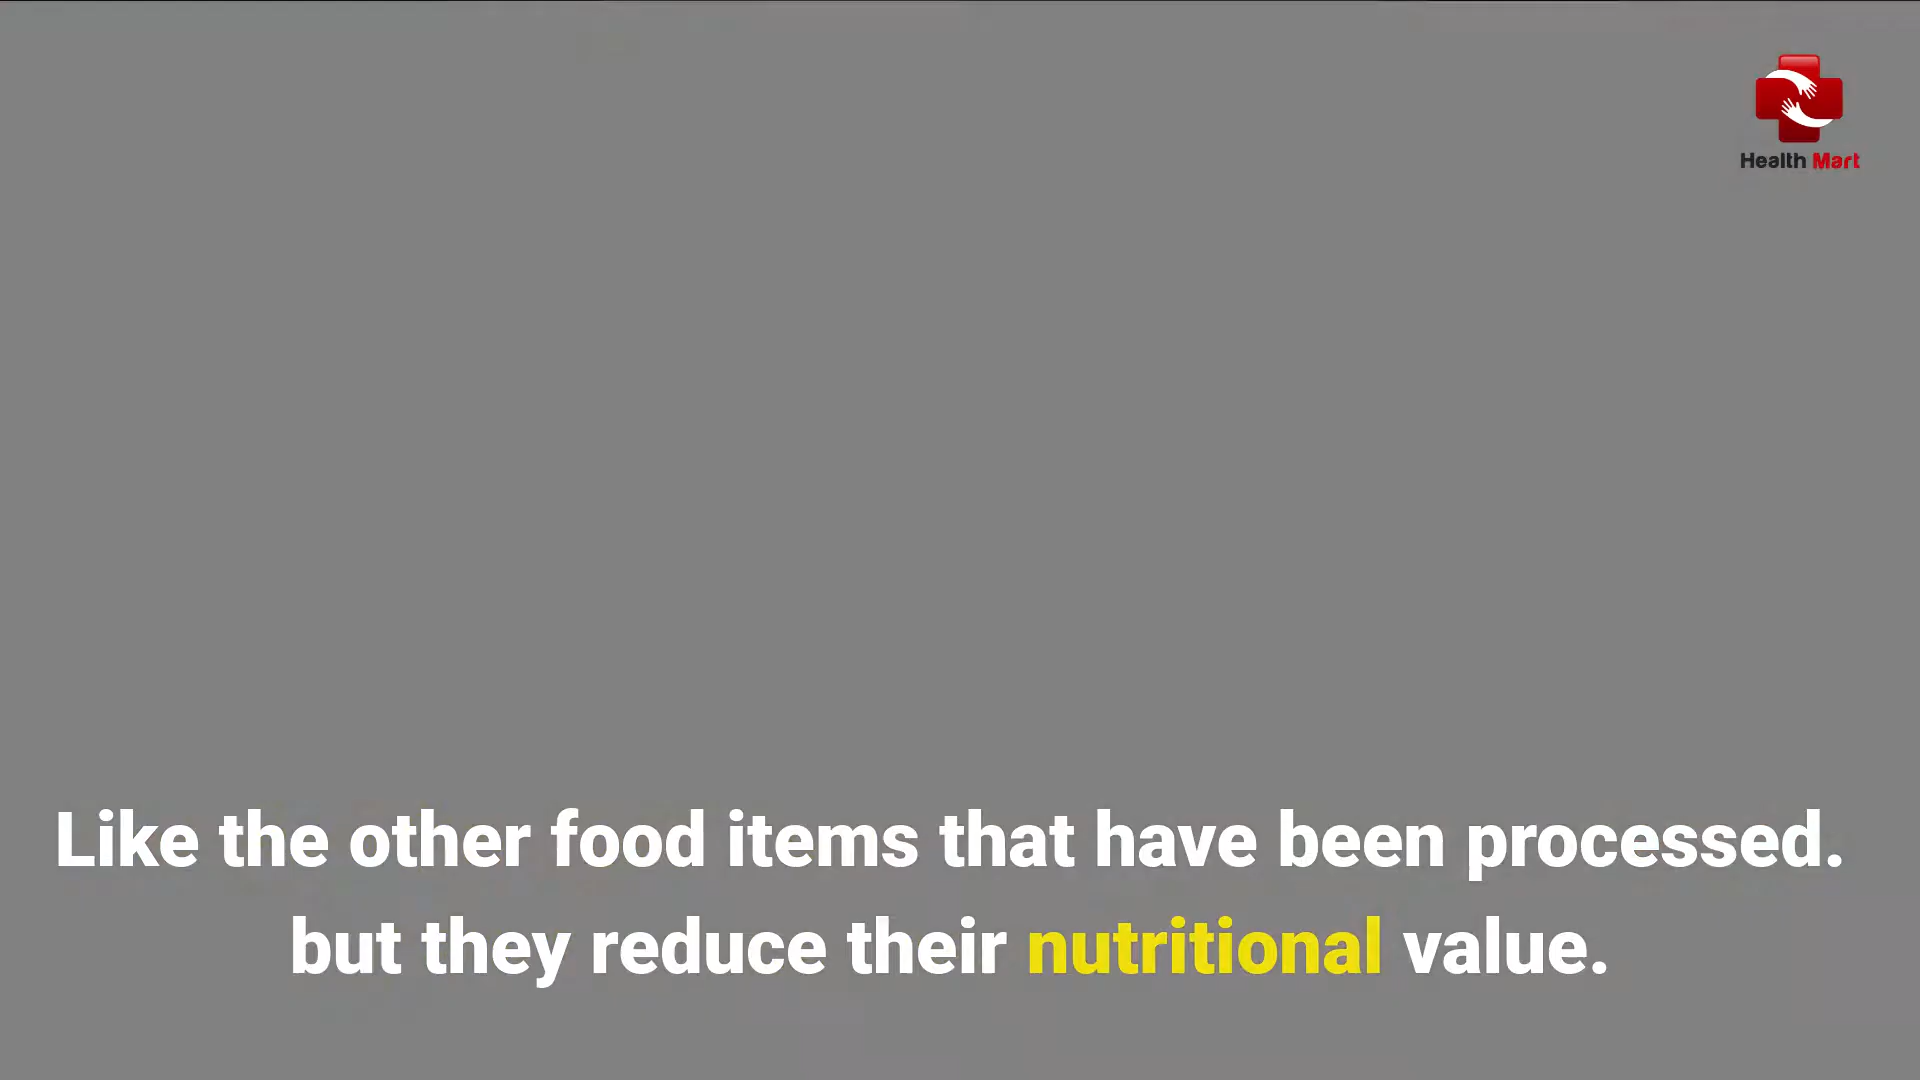 Health Mart
Like the other food items that have been processed.
but they reduce their nutritional value.